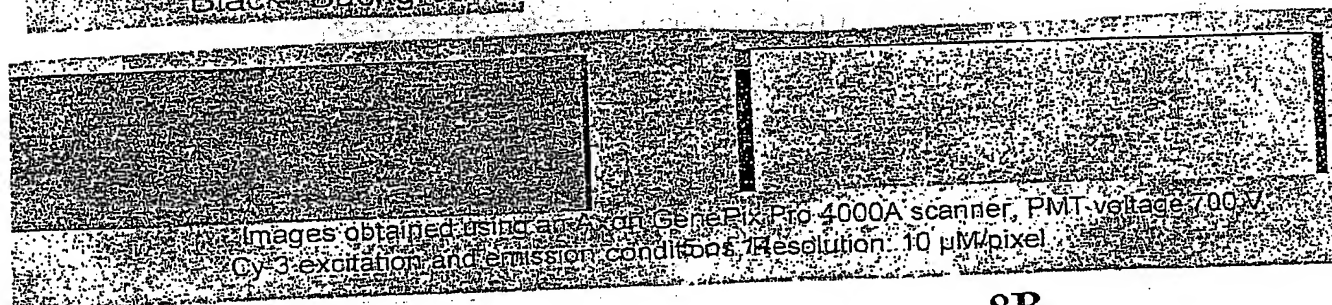 Black
Images obtained using an Axon GenePix Pro 4000A scanner, PMT voltage 700 V.
Cy-3 excitation and emission conditions. Resolution: 10 µM/pixel
8B